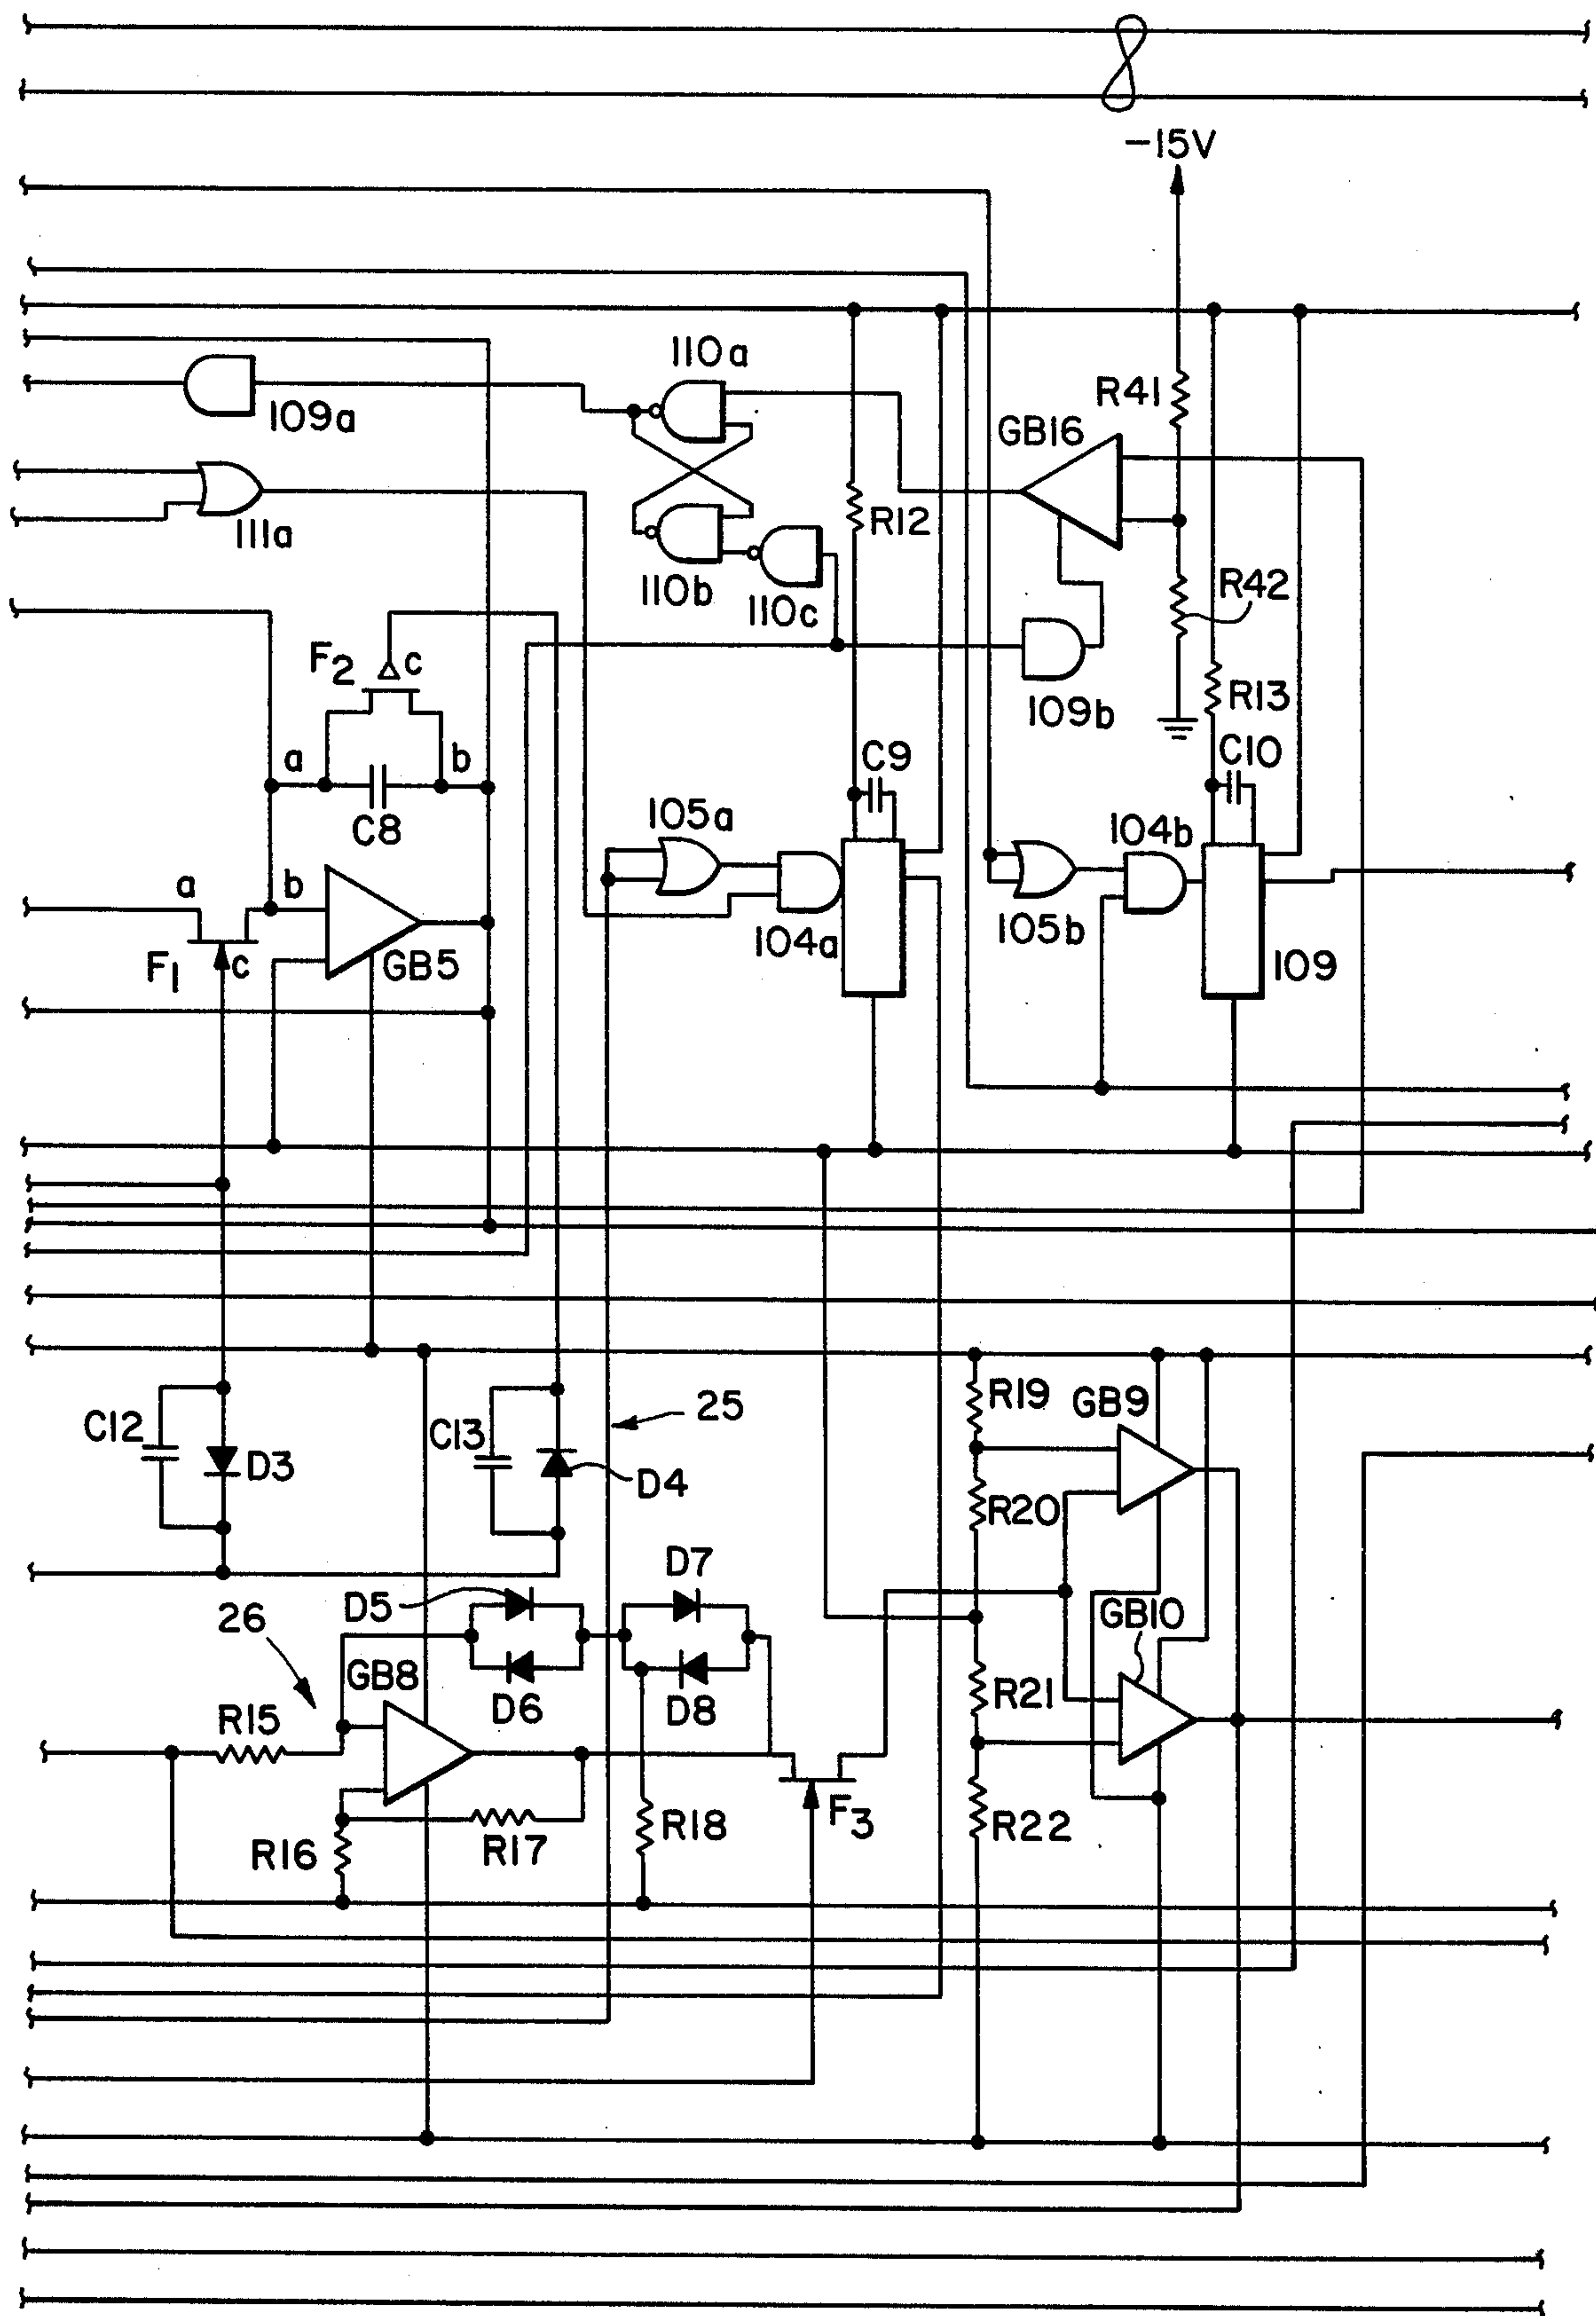 -15V
110a
R41
109a
GB16
R12
111a
110b
110c
R42
F2
c
109b
R13
a
b
C9
C10
C8
105a
104b
a
b
F1
c
GB5
104a
105b
109
R19
GB9
C12
D3
C13
25
D4
R20
D7
D5
26
GB10
GB8
D6
D8
R15
R21
R16
R17
R18
F3
R22